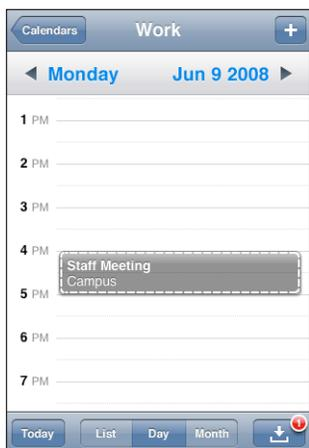 Calendars Work +
Monday Jun 9 2008
1 PM
2 PM
3 PM
4 PM
Staff Meeting
Campus
5 PM
6 PM
7 PM
Today List Day Month 1